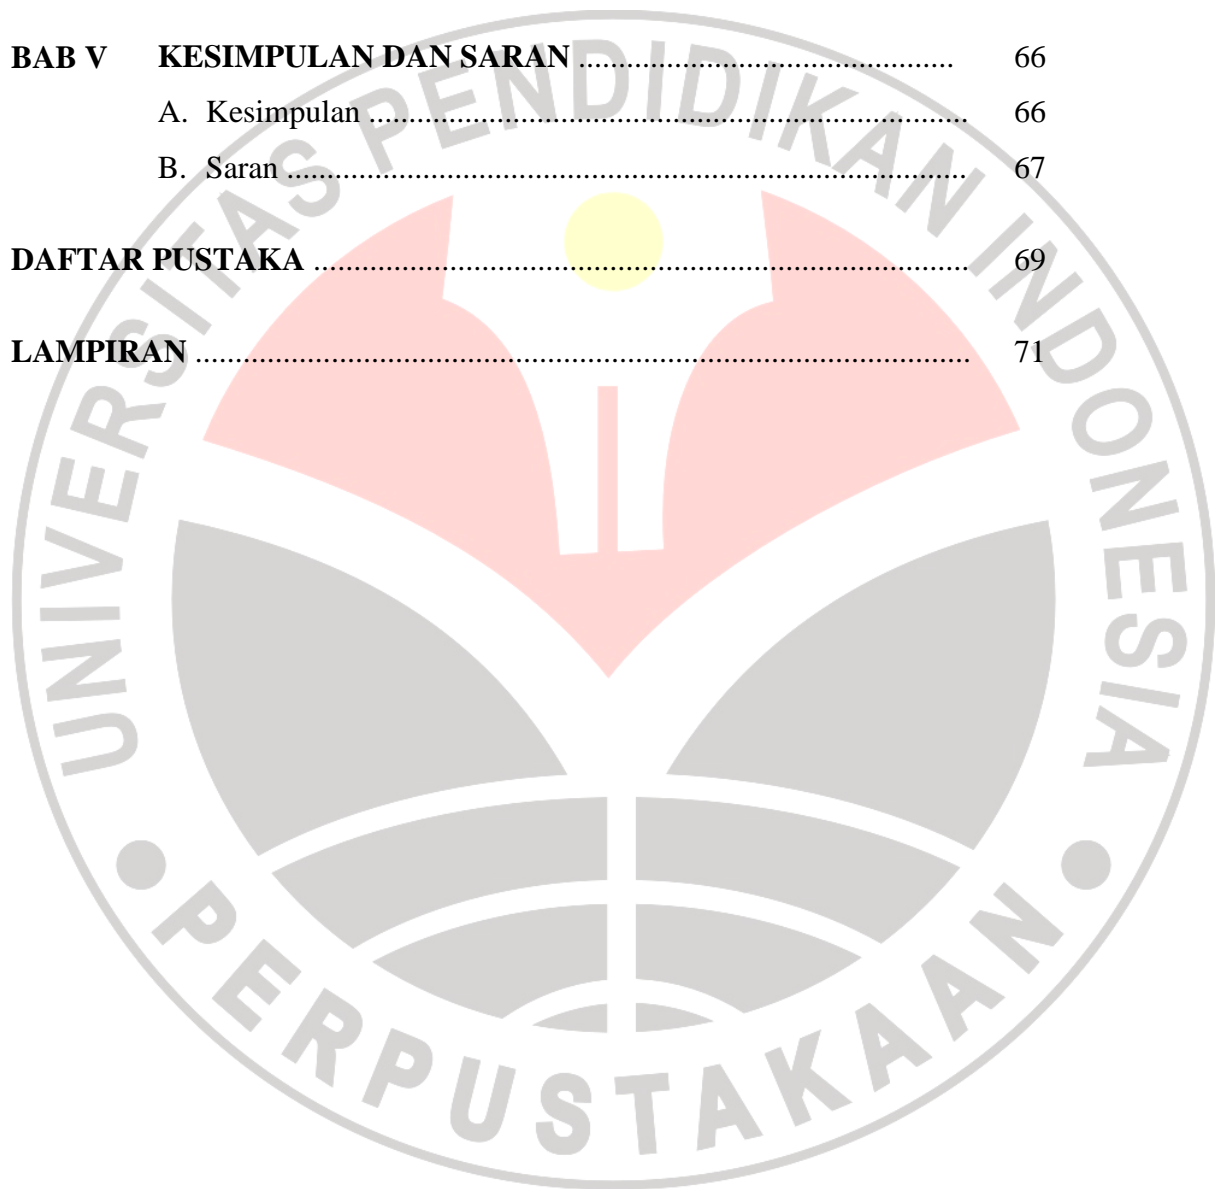 BAB V KESIMPULAN DAN SARAN .............................................. 66
A. Kesimpulan .......................................................................... 66
B. Saran .................................................................................... 67
DAFTAR PUSTAKA ................................................................................. 69
LAMPIRAN ................................................................................................ 71
UNIVERSITAS PENDIDIKAN INDONESIA
PERPUSTAKAAN